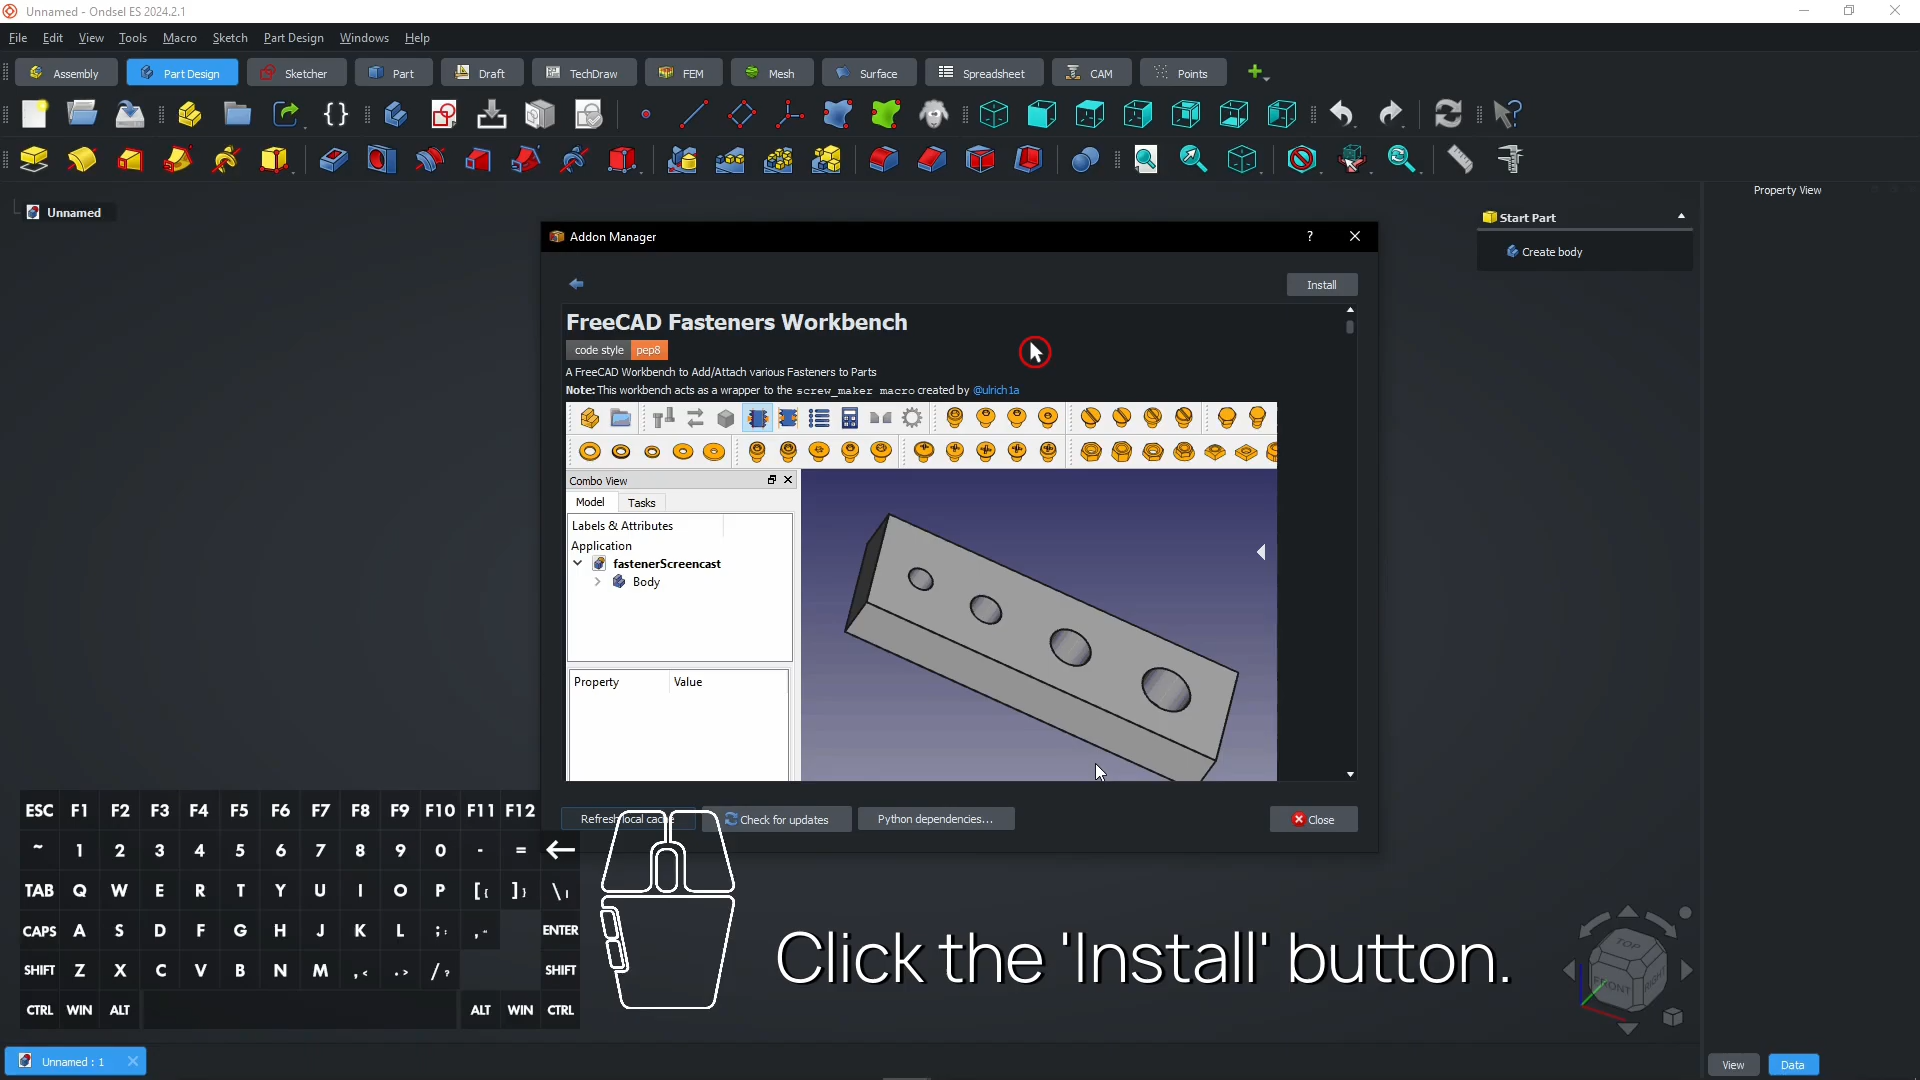 Unnamed - Ondsel ES 2024.2.1
File Edit View Tools Macro Sketch Part Design Windows Help
Assembly Part Design Sketcher Part Draft TechDraw FEM Mesh Surface Spreadsheet CAM Points
Property View
Unnamed
Start Part
Create body
Addon Manager
Install
FreeCAD Fasteners Workbench
code style pep8
A FreeCAD Workbench to Add/Attach various Fasteners to Parts
Note: This workbench acts as a wrapper to the screw_maker macro created by @ulrich1a
Combo View
Model Tasks
Labels & Attributes
Application
fastenerScreencast
Body
Property Value
Refresh local cache Check for updates Python dependencies... Close
ESC F1 F2 F3 F4 F5 F6 F7 F8 F9 F10 F11 F12
~ 1 2 3 4 5 6 7 8 9 0 - =
TAB Q W E R T Y U I O P [{ ]} \|
CAPS A S D F G H J K L ;: ENTER
SHIFT Z X C V B N M ,< .> /? SHIFT
CTRL WIN ALT ALT WIN CTRL
Click the 'Install' button.
TOP
FRONT RIGHT
Unnamed : 1
View Data